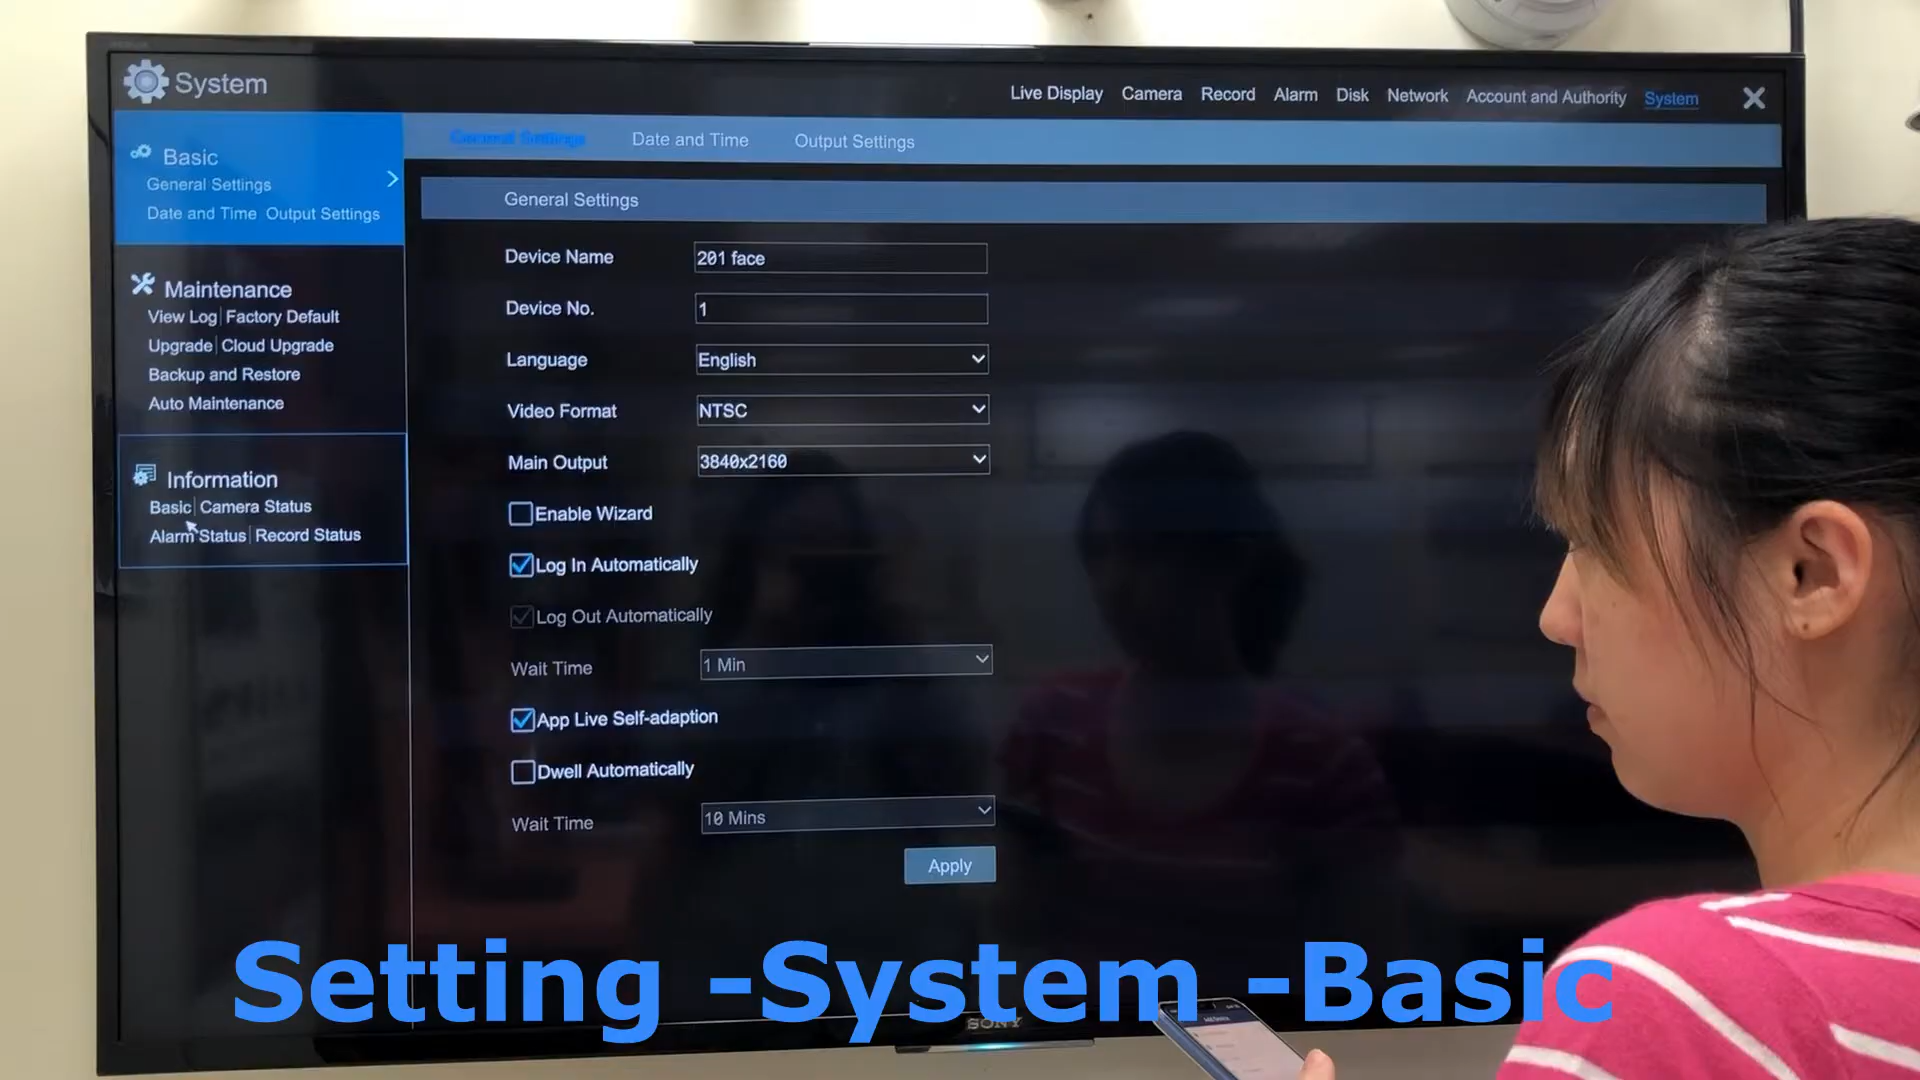 System
Live Display Camera Record Alarm Disk Network Account and Authority System
Basic
General Settings
Date and Time Output Settings
General Settings Date and Time Output Settings
Maintenance
View Log Factory Default
Upgrade Cloud Upgrade
Backup and Restore
Auto Maintenance
Information
Basic Camera Status
Alarm Status Record Status
General Settings
Device Name 201 face
Device No. 1
Language English
Video Format NTSC
Main Output 3840x2160
Enable Wizard
Log In Automatically
Log Out Automatically
Wait Time 1 Min
App Live Self-adaption
Dwell Automatically
Wait Time 10 Mins
Apply
Setting -System -Basic
SONY